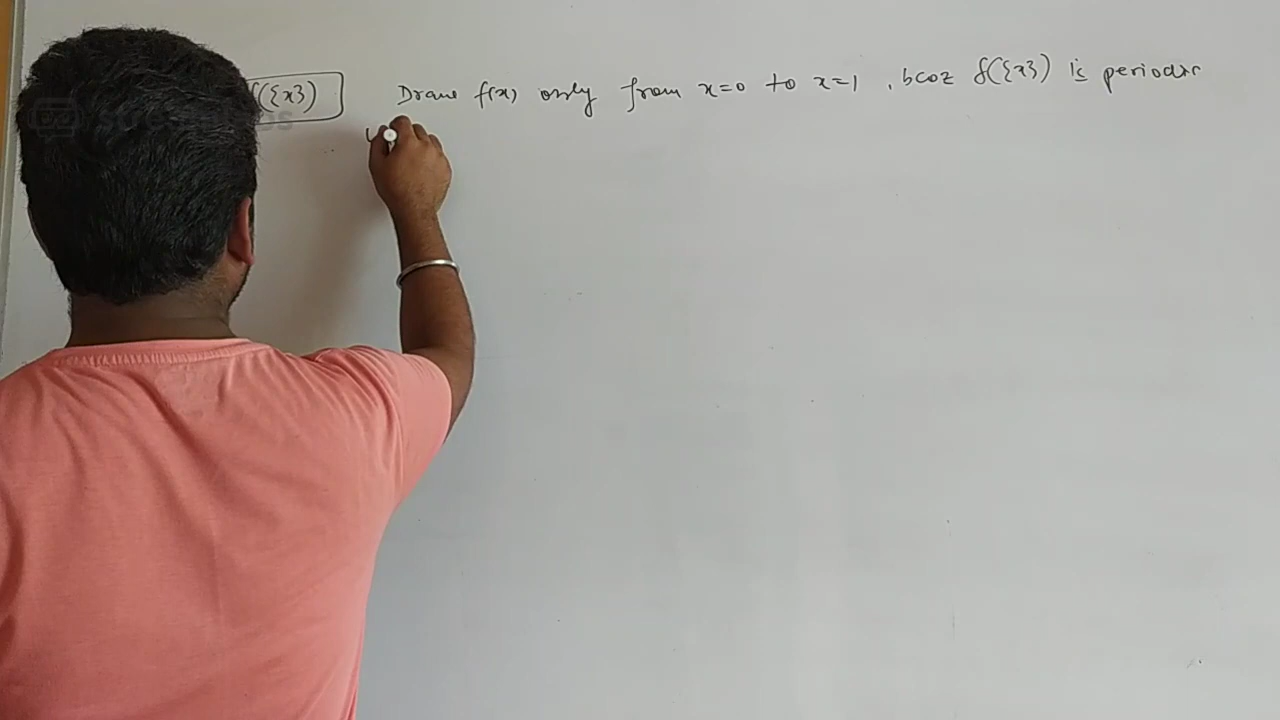 f({x}) Draw f(x) only from x=0 to x=1 , bcoz f({x}) is periodic